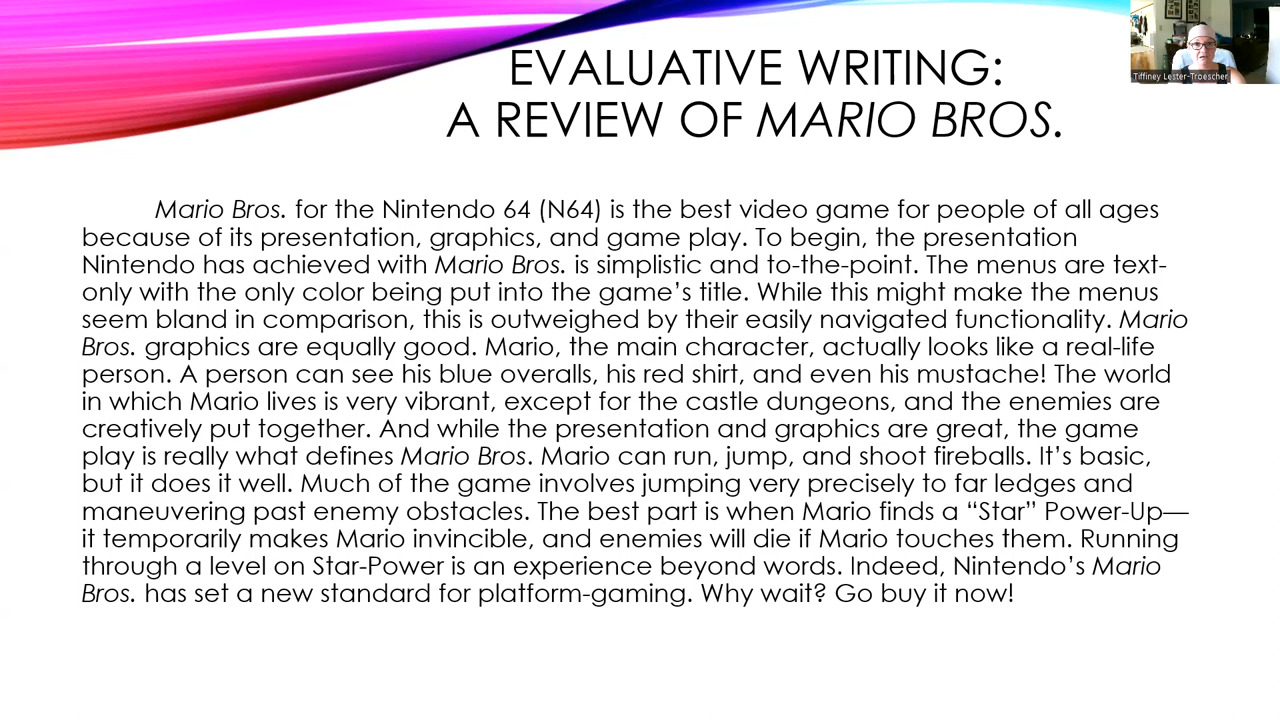 EVALUATIVE WRITING:
A REVIEW OF MARIO BROS.
Tiffiney Lester-Troescher
Mario Bros. for the Nintendo 64 (N64) is the best video game for people of all ages
because of its presentation, graphics, and game play. To begin, the presentation
Nintendo has achieved with Mario Bros. is simplistic and to-the-point. The menus are text-
only with the only color being put into the game’s title. While this might make the menus
seem bland in comparison, this is outweighed by their easily navigated functionality. Mario
Bros. graphics are equally good. Mario, the main character, actually looks like a real-life
person. A person can see his blue overalls, his red shirt, and even his mustache! The world
in which Mario lives is very vibrant, except for the castle dungeons, and the enemies are
creatively put together. And while the presentation and graphics are great, the game
play is really what defines Mario Bros. Mario can run, jump, and shoot fireballs. It’s basic,
but it does it well. Much of the game involves jumping very precisely to far ledges and
maneuvering past enemy obstacles. The best part is when Mario finds a “Star” Power-Up—
it temporarily makes Mario invincible, and enemies will die if Mario touches them. Running
through a level on Star-Power is an experience beyond words. Indeed, Nintendo’s Mario
Bros. has set a new standard for platform-gaming. Why wait? Go buy it now!